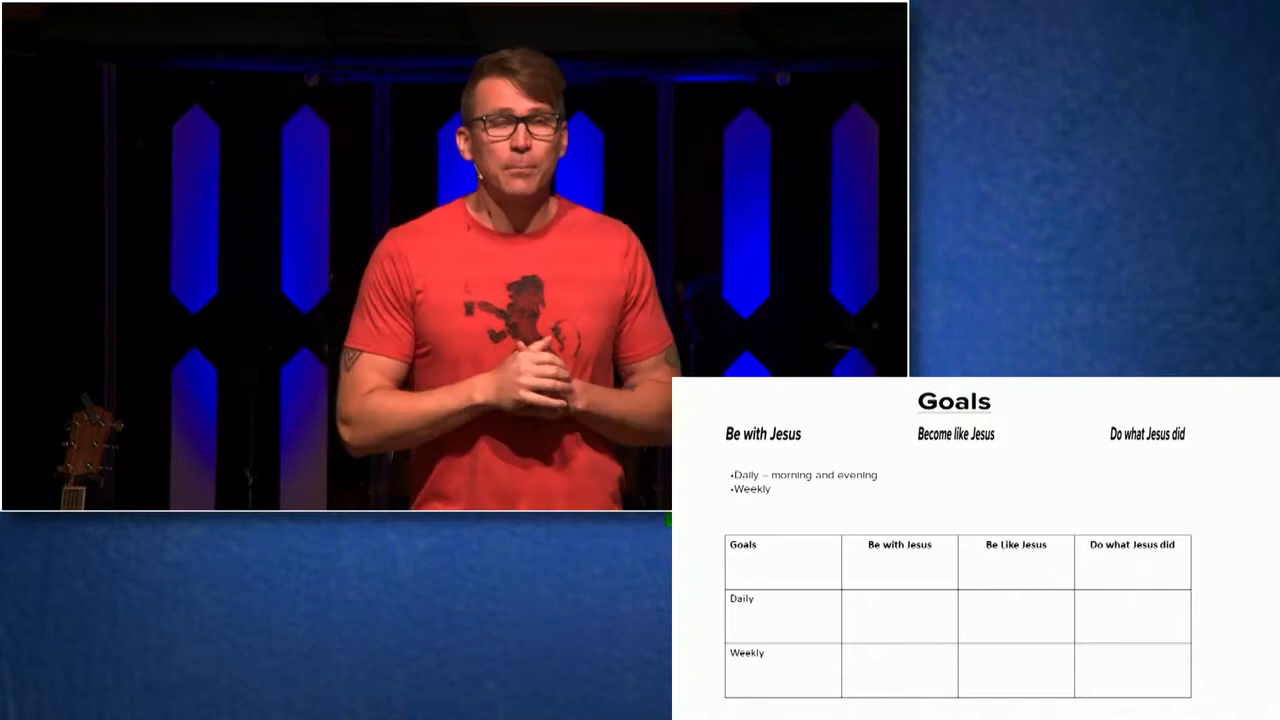 Goals
Be with Jesus Become like Jesus Do what Jesus did
•Daily – morning and evening
•Weekly
Goals Be with Jesus Be Like Jesus Do what Jesus did
Daily
Weekly